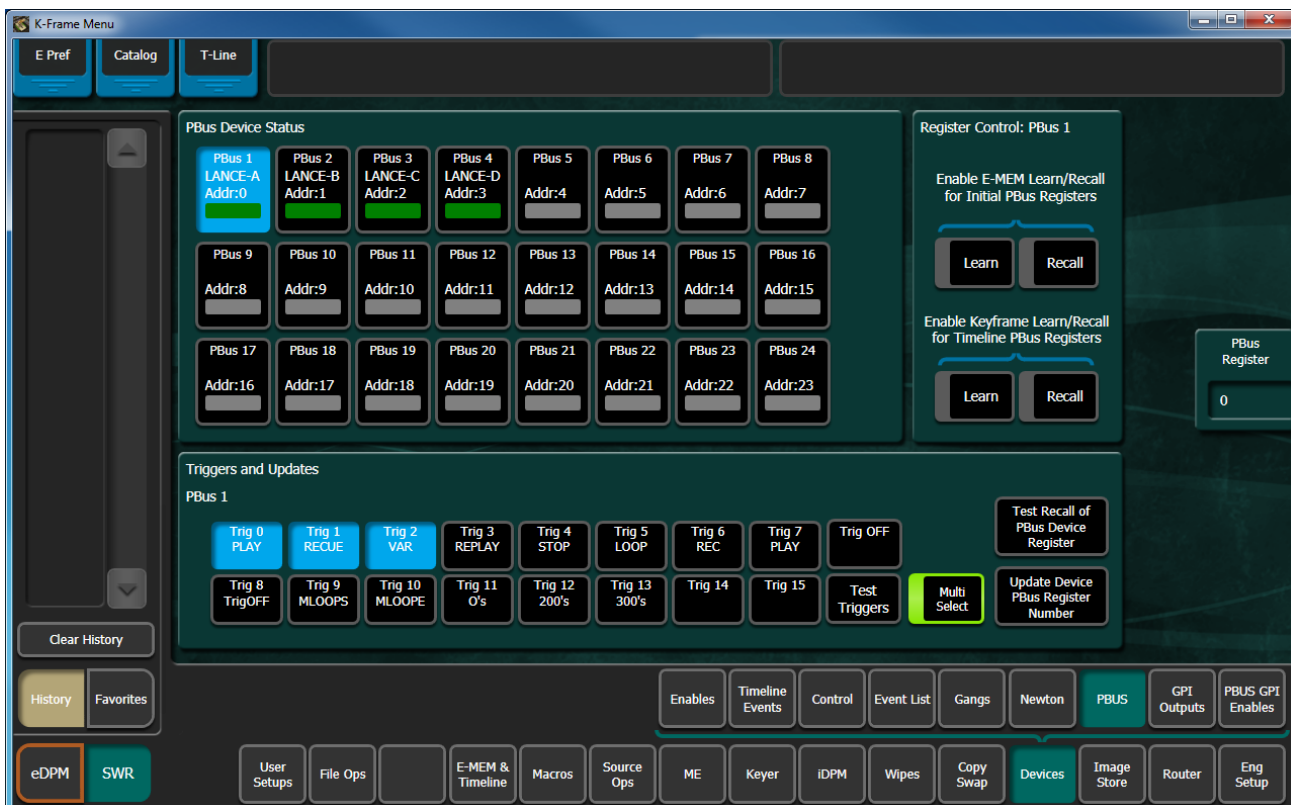 K-Frame Menu
E Pref
Catalog
T-Line
PBus Device Status
PBus 1
LANCE-A
Addr:0
PBus 2
LANCE-B
Addr:1
PBus 3
LANCE-C
Addr:2
PBus 4
LANCE-D
Addr:3
PBus 5
Addr:4
PBus 6
Addr:5
PBus 7
Addr:6
PBus 8
Addr:7
PBus 9
Addr:8
PBus 10
Addr:9
PBus 11
Addr:10
PBus 12
Addr:11
PBus 13
Addr:12
PBus 14
Addr:13
PBus 15
Addr:14
PBus 16
Addr:15
PBus 17
Addr:16
PBus 18
Addr:17
PBus 19
Addr:18
PBus 20
Addr:19
PBus 21
Addr:20
PBus 22
Addr:21
PBus 23
Addr:22
PBus 24
Addr:23
Register Control: PBus 1
Enable E-MEM Learn/Recall
for Initial PBus Registers
Learn
Recall
Enable Keyframe Learn/Recall
for Timeline PBus Registers
Learn
Recall
PBus
Register
0
Triggers and Updates
PBus 1
Trig 0
PLAY
Trig 1
RECUE
Trig 2
VAR
Trig 3
REPLAY
Trig 4
STOP
Trig 5
LOOP
Trig 6
REC
Trig 7
PLAY
Trig OFF
Test Recall of
PBus Device
Register
Trig 8
TrigOFF
Trig 9
MLOOPS
Trig 10
MLOOPE
Trig 11
0's
Trig 12
200's
Trig 13
300's
Trig 14
Trig 15
Test
Triggers
Multi
Select
Update Device
PBus Register
Number
Clear History
History
Favorites
Enables
Timeline
Events
Control
Event List
Gangs
Newton
PBUS
GPI
Outputs
PBUS GPI
Enables
eDPM
SWR
User
Setups
File Ops
E-MEM &
Timeline
Macros
Source
Ops
ME
Keyer
iDPM
Wipes
Copy
Swap
Devices
Image
Store
Router
Eng
Setup